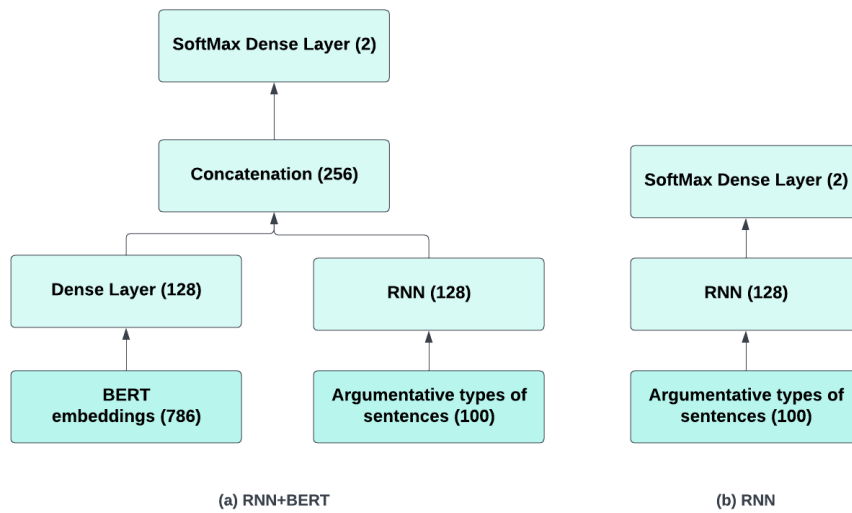 SoftMax Dense Layer (2)
Concatenation (256)
Dense Layer (128)
RNN (128)
BERT
embeddings (786)
Argumentative types of
sentences (100)
(a) RNN+BERT
SoftMax Dense Layer (2)
RNN (128)
Argumentative types of
sentences (100)
(b) RNN